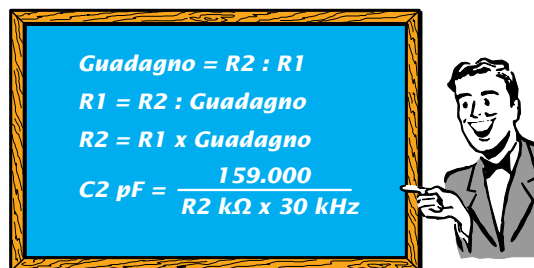 Guadagno = R2 : R1
R1 = R2 : Guadagno
R2 = R1 x Guadagno
C2 pF = 159.000
R2 kΩ x 30 kHz